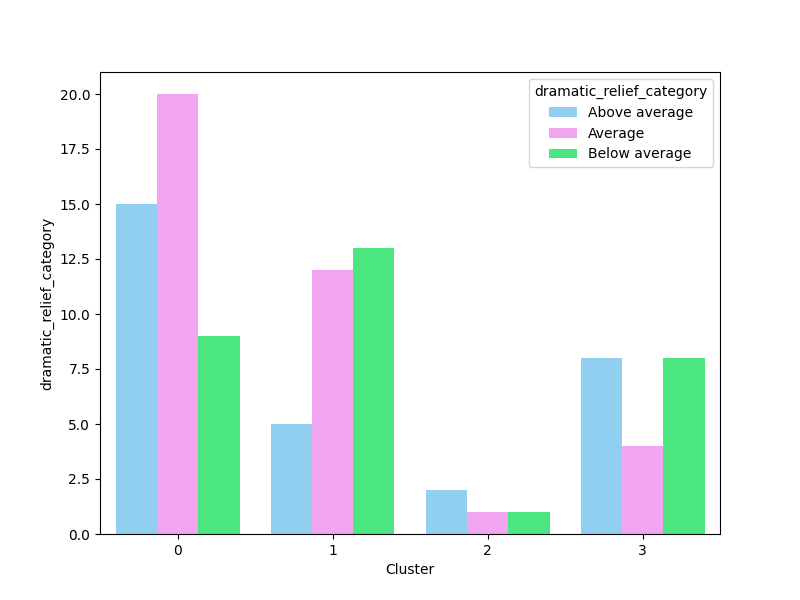 dramatic_relief_category
Above average
Average
Below average
20.0
17.5
15.0
12.5
10.0
7.5
5.0
2.5
0.0
dramatic_relief_category
0 1 2 3
Cluster